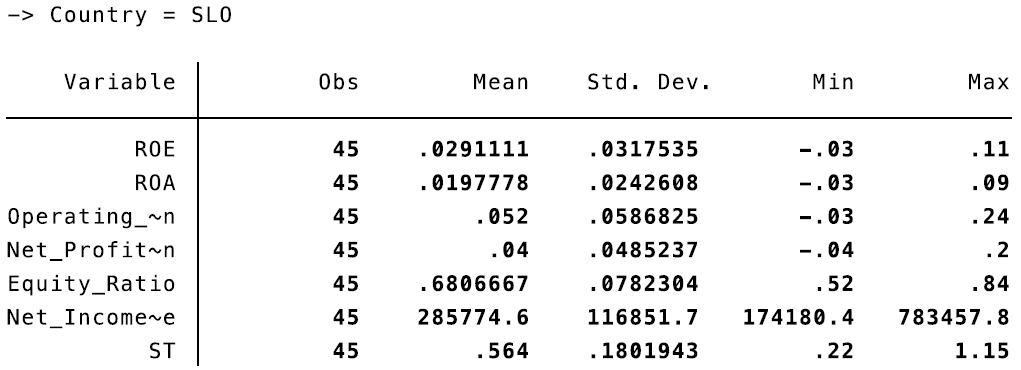 -> Country = SLO
Variable Obs Mean Std. Dev. Min Max
ROE 45 .0291111 .0317535 -.03 .11
ROA 45 .0197778 .0242608 -.03 .09
Operating_~n 45 .052 .0586825 -.03 .24
Net_Profit~n 45 .04 .0485237 -.04 .2
Equity_Ratio 45 .6806667 .0782304 .52 .84
Net_Income~e 45 285774.6 116851.7 174180.4 783457.8
ST 45 .564 .1801943 .22 1.15